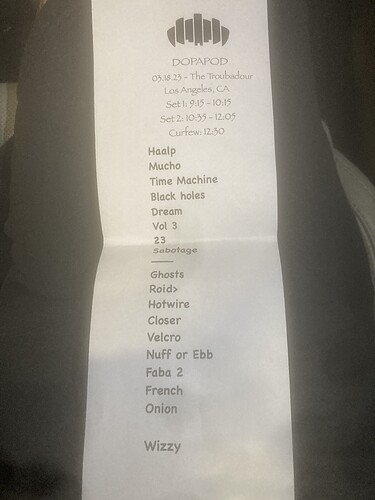 DOPAPOD
03.18.23 - The Troubadour
Los Angeles, CA
Set 1: 9:15 - 10:15
Set 2: 10:35 - 12:05
Curfew: 12:30
Haalp
Mucho
Time Machine
Black holes
Dream
Vol 3
23
Sabotage
Ghosts
Roid>
Hotwire
Closer
Velcro
Nuff or Ebb
Faba 2
French
Onion
Wizzy